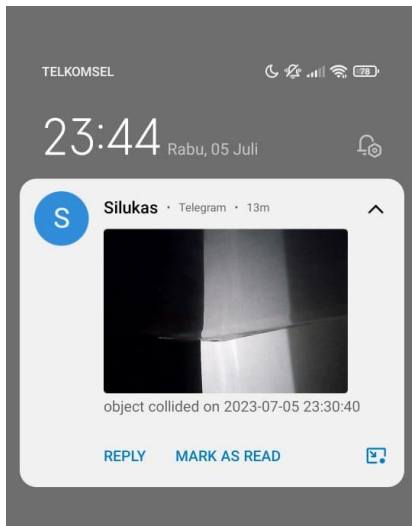 TELKOMSEL 78
23:44 Rabu, 05 Juli
S Silukas • Telegram • 13m
object collided on 2023-07-05 23:30:40
REPLY MARK AS READ